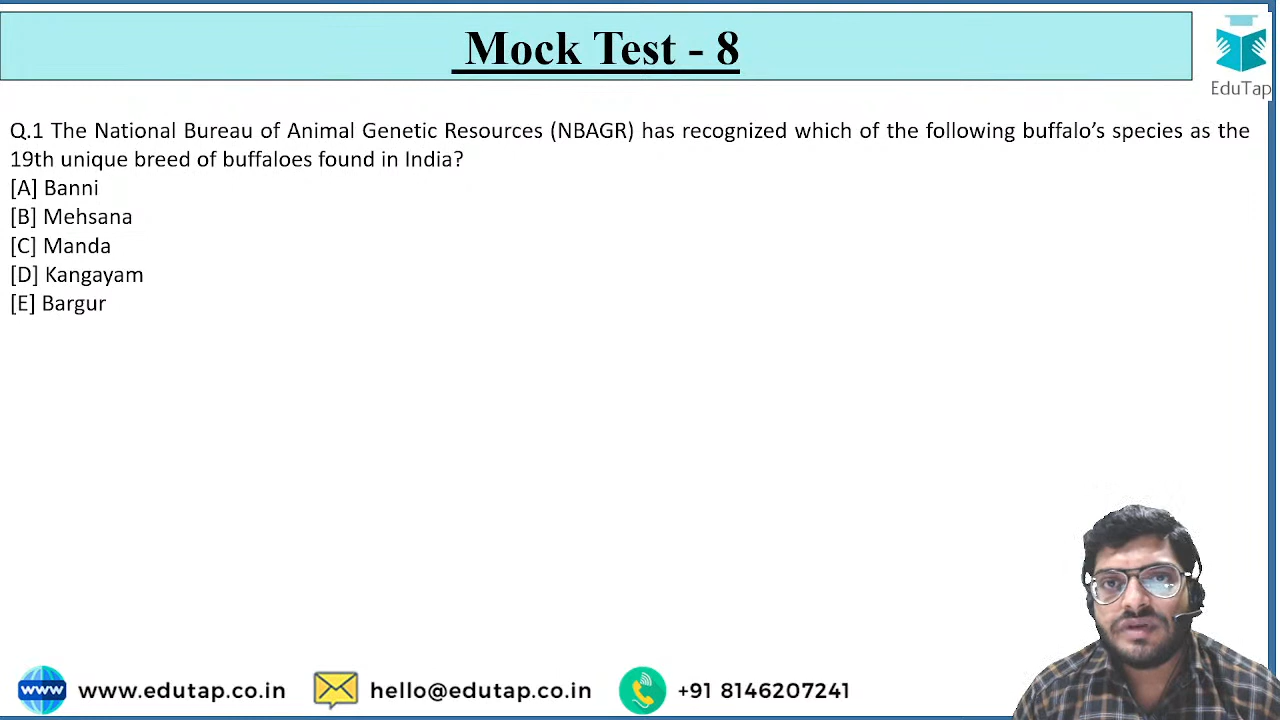 Mock Test - 8
EduTap
Q.1 The National Bureau of Animal Genetic Resources (NBAGR) has recognized which of the following buffalo’s species as the
19th unique breed of buffaloes found in India?
[A] Banni
[B] Mehsana
[C] Manda
[D] Kangayam
[E] Bargur
www www.edutap.co.in hello@edutap.co.in +91 8146207241